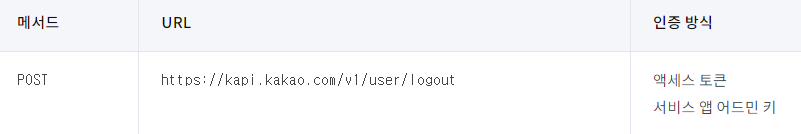 메서드 URL 인증 방식
POST https://kapi.kakao.com/v1/user/logout 액세스 토큰
서비스 앱 어드민 키